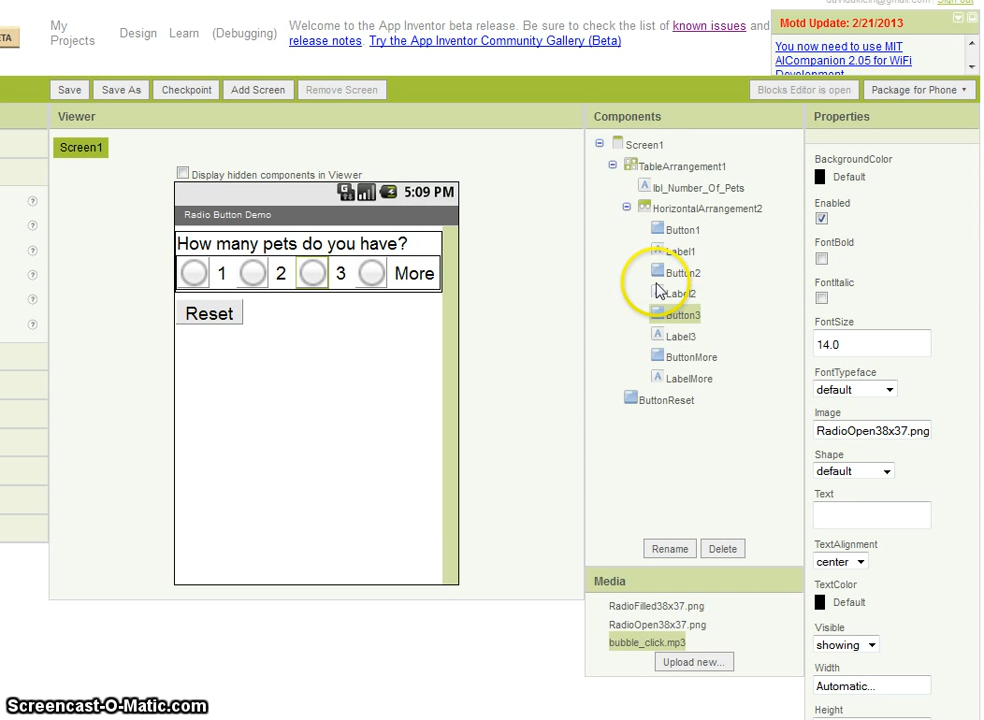 davidaklein@gmail.com Sign out
My Projects
Design Learn (Debugging)
Welcome to the App Inventor beta release. Be sure to check the list of known issues and
release notes. Try the App Inventor Community Gallery (Beta)
Motd Update: 2/21/2013
You now need to use MIT
AICompanion 2.05 for WiFi
Development
ETA
Save Save As Checkpoint Add Screen Remove Screen Blocks Editor is open Package for Phone
Viewer
Screen1
Display hidden components in Viewer
5:09 PM
Radio Button Demo
How many pets do you have?
1 2 3 More
Reset
Components
Screen1
TableArrangement1
lbl_Number_Of_Pets
HorizontalArrangement2
Button1
Label1
Button2
Label2
Button3
Label3
ButtonMore
LabelMore
ButtonReset
Rename Delete
Media
RadioFilled38x37.png
RadioOpen38x37.png
bubble_click.mp3
Upload new...
Properties
BackgroundColor
Default
Enabled
FontBold
FontItalic
FontSize
14.0
FontTypeface
default
Image
RadioOpen38x37.png
Shape
default
Text
TextAlignment
center
TextColor
Default
Visible
showing
Width
Automatic...
Height
Screencast-O-Matic.com